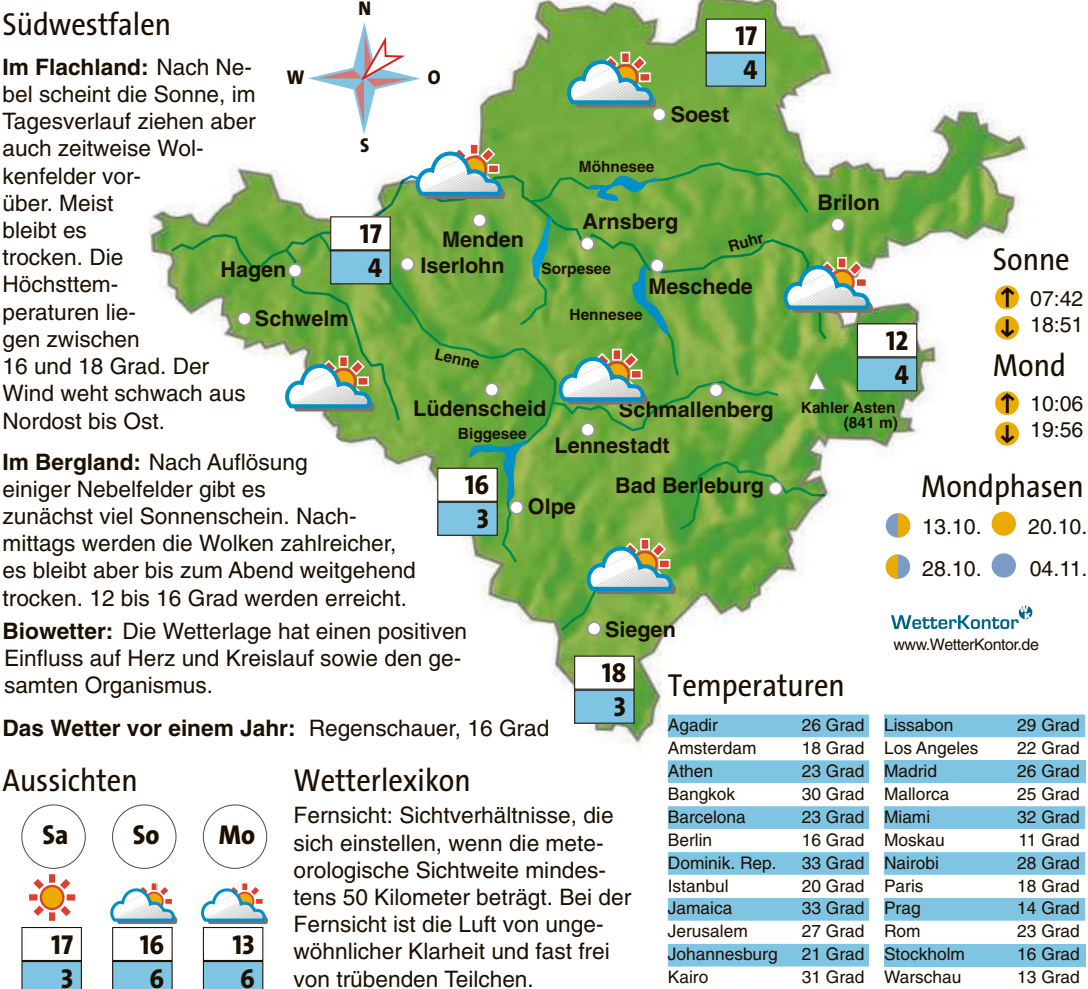 Südwestfalen
Im Flachland: Nach Ne-
bel scheint die Sonne, im
Tagesverlauf ziehen aber
auch zeitweise Wol-
kenfelder vor-
über. Meist
bleibt es
trocken. Die
Höchsttem-
peraturen lie-
gen zwischen
16 und 18 Grad. Der
Wind weht schwach aus
Nordost bis Ost.
Im Bergland: Nach Auflösung
einiger Nebelfelder gibt es
zunächst viel Sonnenschein. Nach-
mittags werden die Wolken zahlreicher,
es bleibt aber bis zum Abend weitgehend
trocken. 12 bis 16 Grad werden erreicht.
Biowetter: Die Wetterlage hat einen positiven
Einfluss auf Herz und Kreislauf sowie den ge-
samten Organismus.
Das Wetter vor einem Jahr: Regenschauer, 16 Grad
N
W
O
S
17
4
Soest
Möhnesee
Arnsberg
Brilon
Menden
17
4
Iserlohn
Hagen
Sorpesee
Ruhr
Meschede
Schwelm
Hennesee
12
4
Lenne
Lüdenscheid
Schmallenberg
Kahler Asten
(841 m)
Biggesee
Lennestadt
16
3
Olpe
Bad Berleburg
Siegen
18
3
Sonne
↑ 07:42
↓ 18:51
Mond
↑ 10:06
↓ 19:56
Mondphasen
13.10. 20.10.
28.10. 04.11.
WetterKontor
www.WetterKontor.de
Aussichten
Sa So Mo
17 16 13
3 6 6
Wetterlexikon
Fernsicht: Sichtverhältnisse, die
sich einstellen, wenn die mete-
orologische Sichtweite mindes-
tens 50 Kilometer beträgt. Bei der
Fernsicht ist die Luft von unge-
wöhnlicher Klarheit und fast frei
von trübenden Teilchen.
Temperaturen
Agadir 26 Grad Lissabon 29 Grad
Amsterdam 18 Grad Los Angeles 22 Grad
Athen 23 Grad Madrid 26 Grad
Bangkok 30 Grad Mallorca 25 Grad
Barcelona 23 Grad Miami 32 Grad
Berlin 16 Grad Moskau 11 Grad
Dominik. Rep. 33 Grad Nairobi 28 Grad
Istanbul 20 Grad Paris 18 Grad
Jamaica 33 Grad Prag 14 Grad
Jerusalem 27 Grad Rom 23 Grad
Johannesburg 21 Grad Stockholm 16 Grad
Kairo 31 Grad Warschau 13 Grad